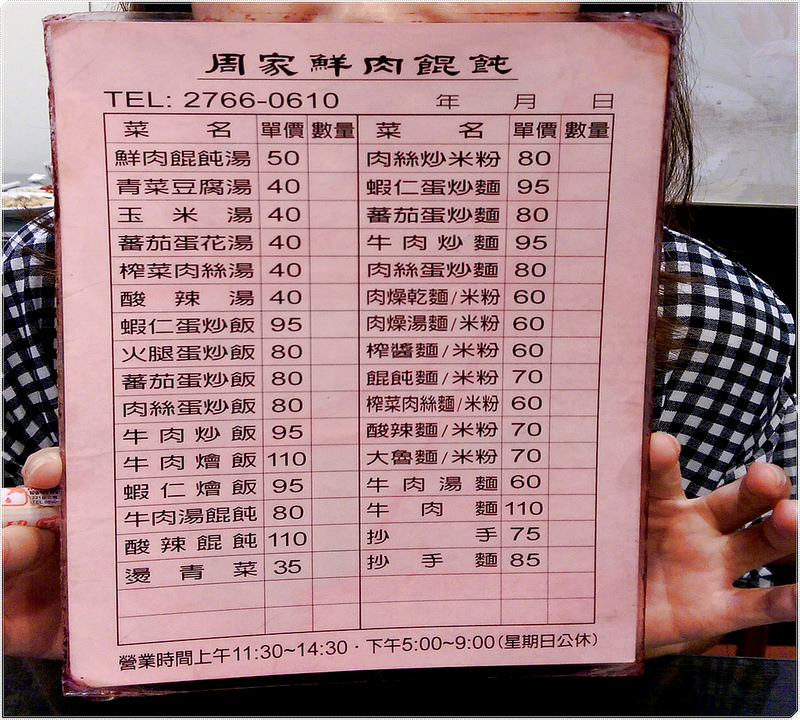 周家鮮肉餛飩
TEL: 2766-0610 年 月 日
菜名 單價 數量 菜名 單價 數量
鮮肉餛飩湯 50 肉絲炒米粉 80
青菜豆腐湯 40 蝦仁蛋炒麵 95
玉米湯 40 蕃茄蛋炒麵 80
蕃茄蛋花湯 40 牛肉炒麵 95
榨菜肉絲湯 40 肉絲蛋炒麵 80
酸辣湯 40 肉燥乾麵/米粉 60
蝦仁蛋炒飯 95 肉燥湯麵/米粉 60
火腿蛋炒飯 80 榨醬麵/米粉 60
蕃茄蛋炒飯 80 餛飩麵/米粉 70
肉絲蛋炒飯 80 榨菜肉絲麵/米粉 60
牛肉炒飯 95 酸辣麵/米粉 70
牛肉燴飯 110 大魯麵/米粉 70
蝦仁燴飯 95 牛肉湯麵 60
牛肉湯餛飩 80 牛肉麵 110
酸辣餛飩 110 抄手 75
燙青菜 35 抄手麵 85
營業時間上午11:30~14:30·下午5:00~9:00(星期日公休)